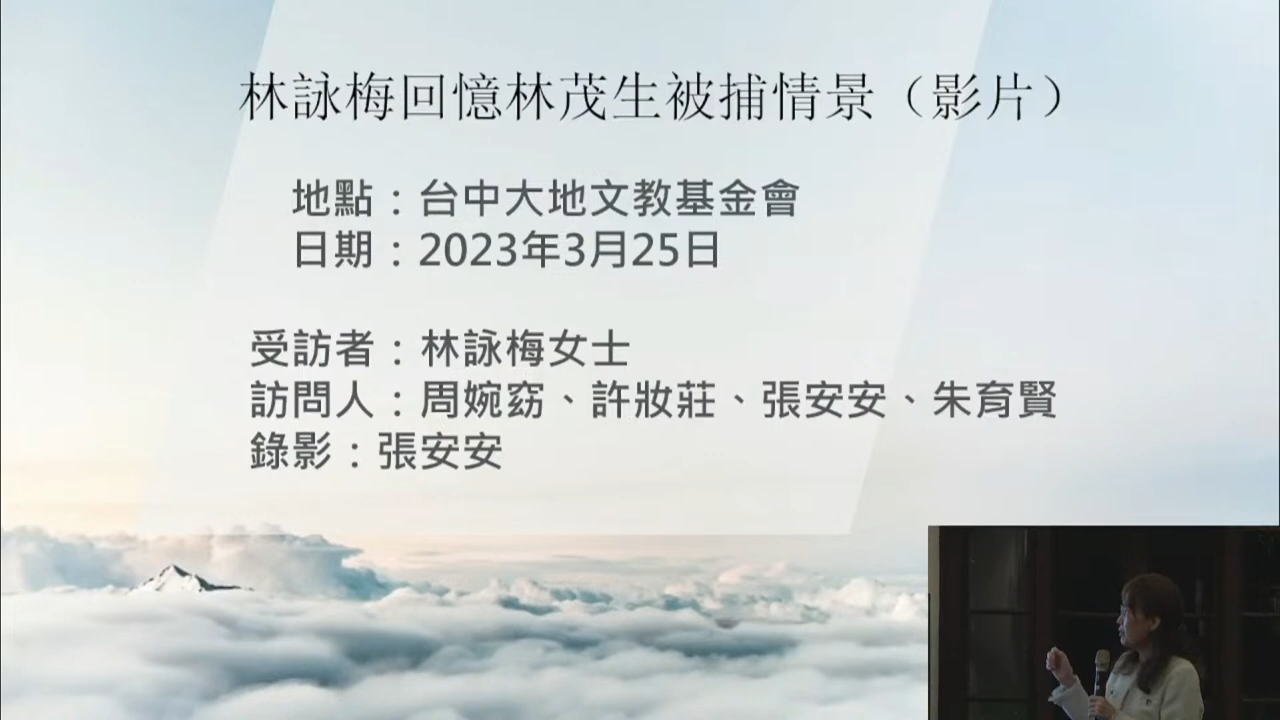 林詠梅回憶林茂生被捕情景（影片）
地點：台中大地文教基金會
日期：2023年3月25日
受訪者：林詠梅女士
訪問人：周婉窈、許妝莊、張安安、朱育賢
錄影：張安安